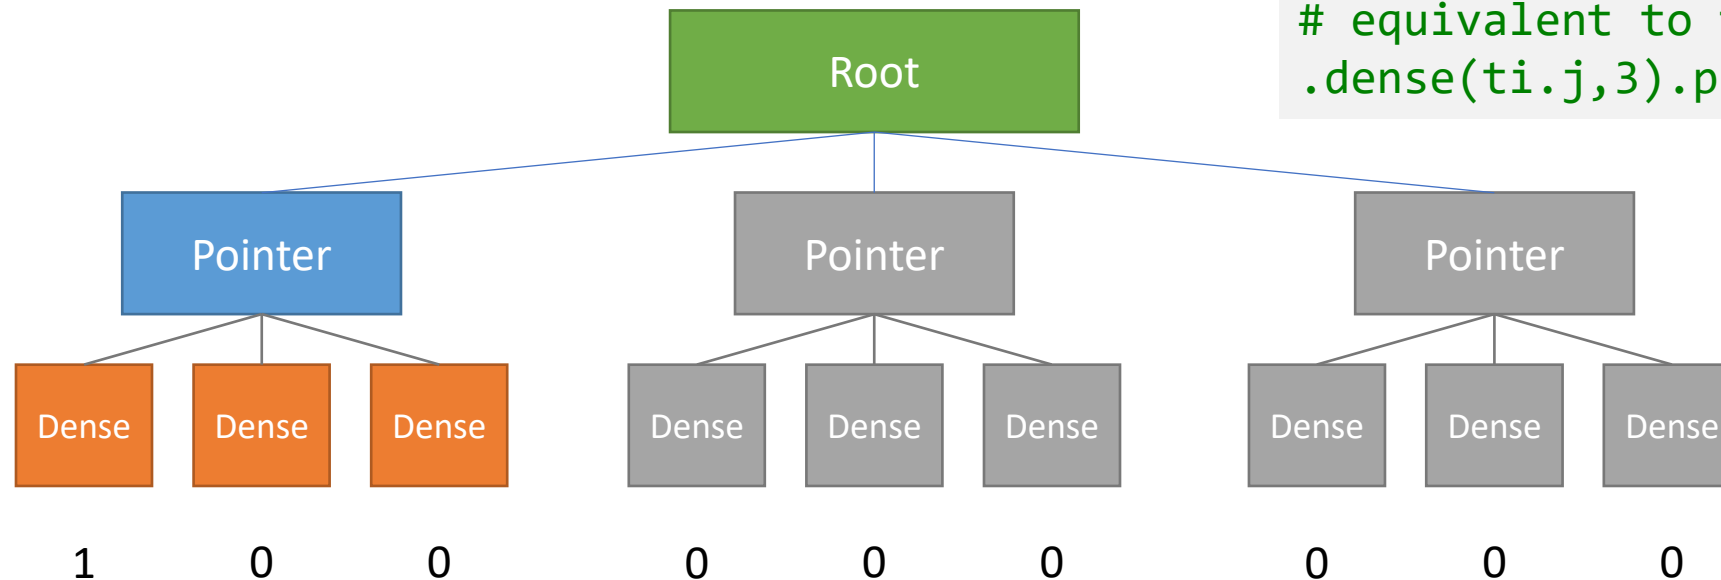 # equivalent to
.dense(ti.j,3).p
Root
Pointer Pointer Pointer
Dense Dense Dense Dense Dense Dense Dense Dense Dense
1 0 0 0 0 0 0 0 0